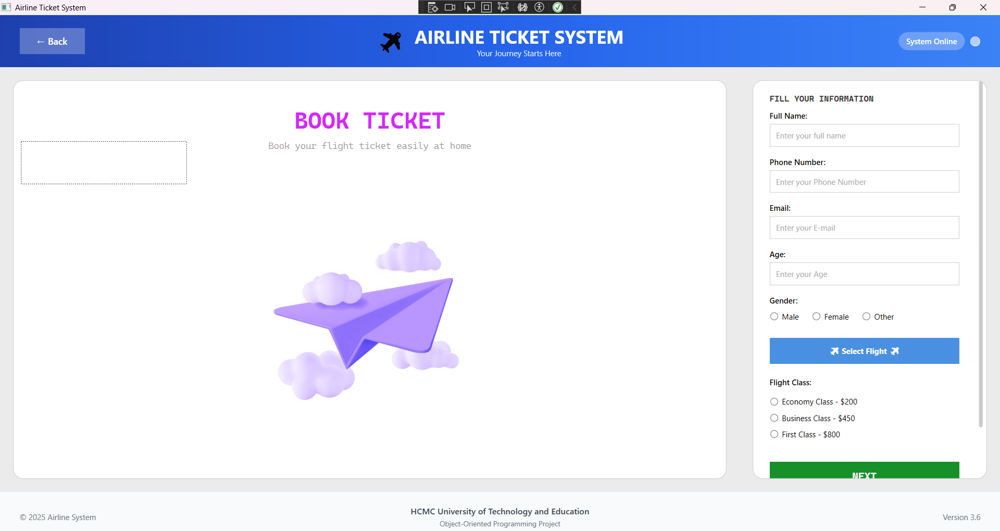 Airline Ticket System
← Back
AIRLINE TICKET SYSTEM
Your Journey Starts Here
System Online
BOOK TICKET
Book your flight ticket easily at home
FILL YOUR INFORMATION
Full Name:
Enter your full name
Phone Number:
Enter your Phone Number
Email:
Enter your E-mail
Age:
Enter your Age
Gender:
Male Female Other
Select Flight
Flight Class:
Economy Class - $200
Business Class - $450
First Class - $800
NEXT
© 2025 Airline System
HCMC University of Technology and Education
Object-Oriented Programming Project
Version 3.6